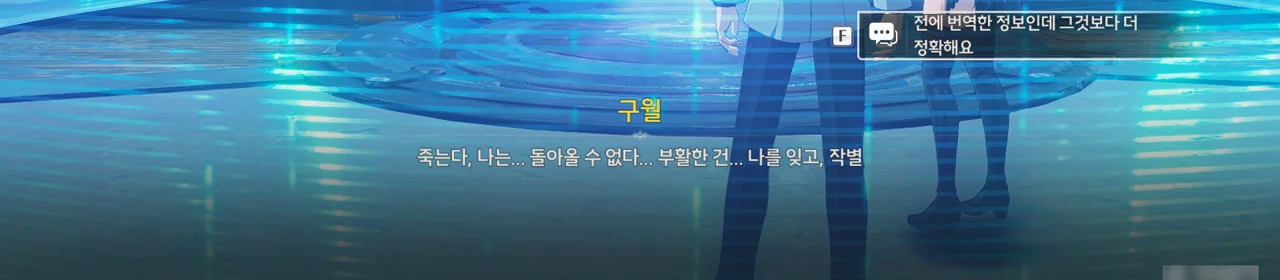 전에 번역한 정보인데 그것보다 더
정확해요
F
구월
죽는다, 나는... 돌아올 수 없다... 부활한 건... 나를 잊고, 작별